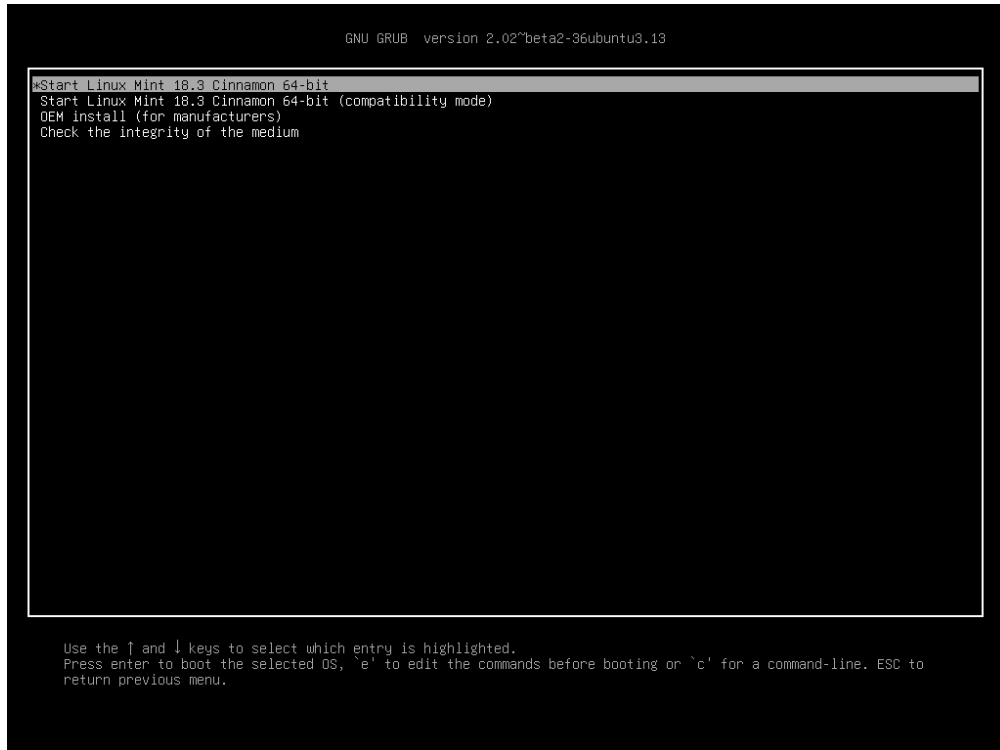 GNU GRUB  version 2.02~beta2-36ubuntu3.13
*Start Linux Mint 18.3 Cinnamon 64-bit
Start Linux Mint 18.3 Cinnamon 64-bit (compatibility mode)
OEM install (for manufacturers)
Check the integrity of the medium
Use the ↑ and ↓ keys to select which entry is highlighted.
Press enter to boot the selected OS, `e' to edit the commands before booting or `c' for a command-line. ESC to
return previous menu.